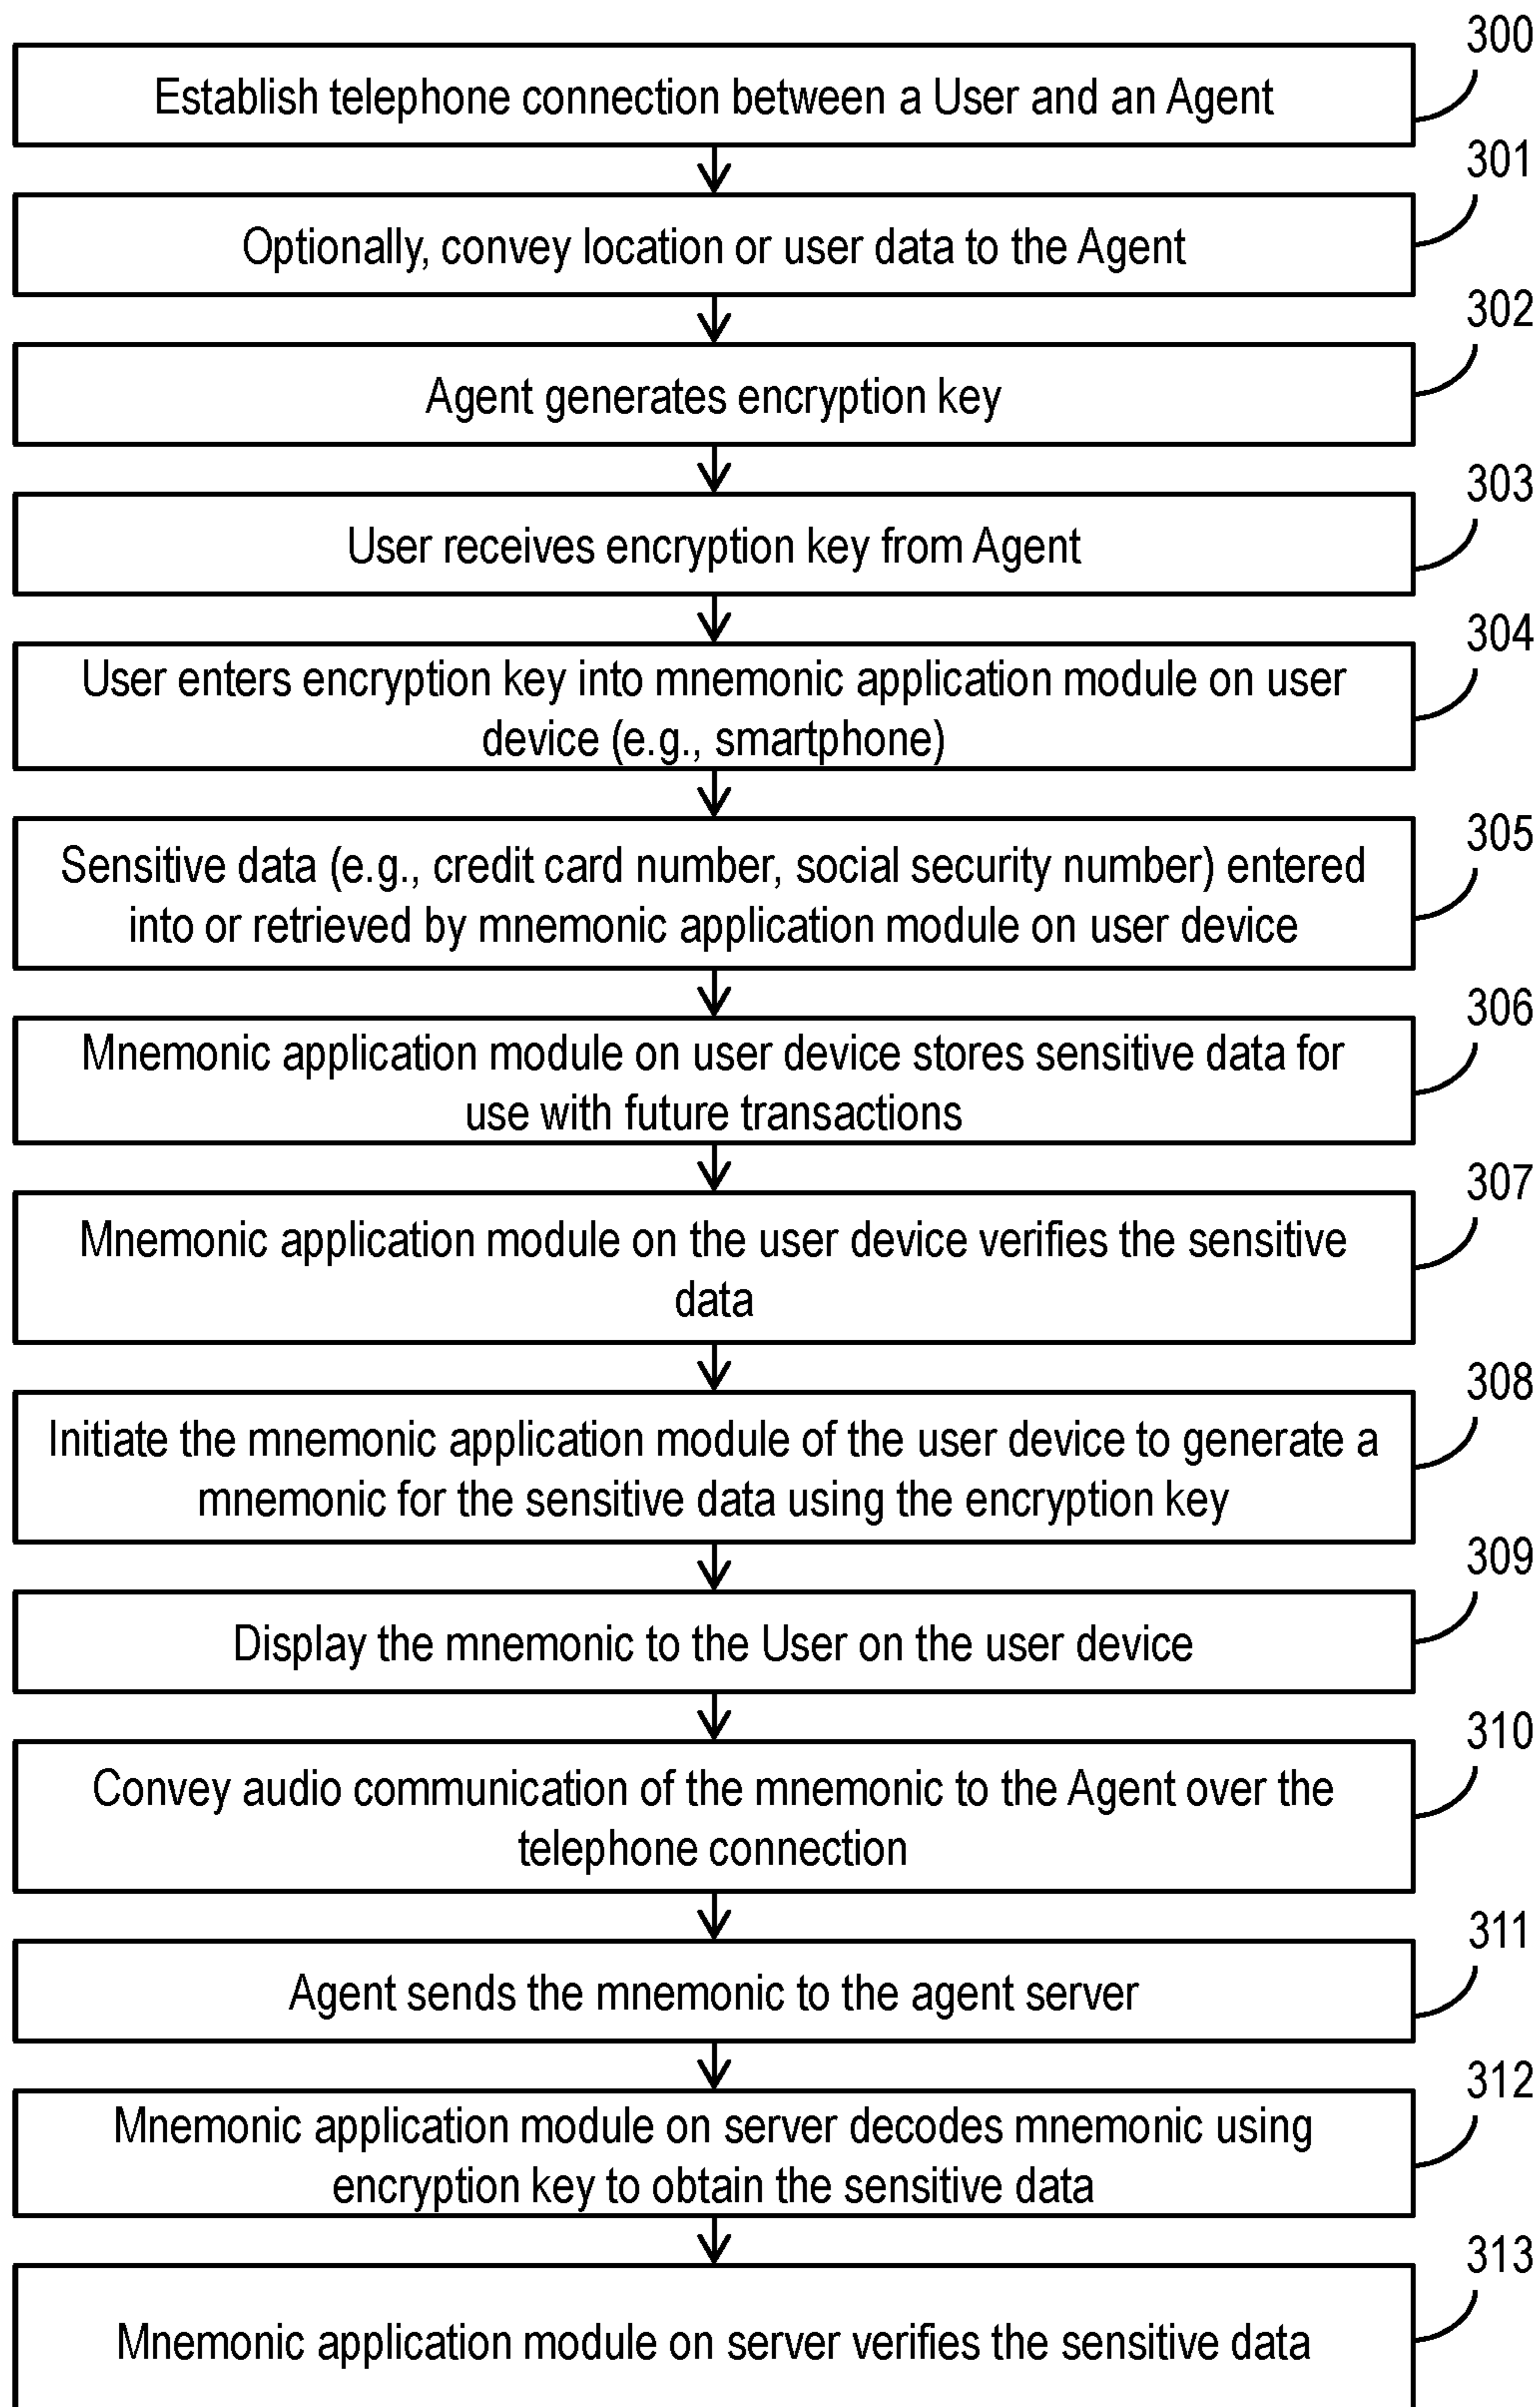 300
Establish telephone connection between a User and an Agent
301
Optionally, convey location or user data to the Agent
302
Agent generates encryption key
303
User receives encryption key from Agent
304
User enters encryption key into mnemonic application module on user
device (e.g., smartphone)
305
Sensitive data (e.g., credit card number, social security number) entered
into or retrieved by mnemonic application module on user device
306
Mnemonic application module on user device stores sensitive data for
use with future transactions
307
Mnemonic application module on the user device verifies the sensitive
data
308
Initiate the mnemonic application module of the user device to generate a
mnemonic for the sensitive data using the encryption key
309
Display the mnemonic to the User on the user device
310
Convey audio communication of the mnemonic to the Agent over the
telephone connection
311
Agent sends the mnemonic to the agent server
312
Mnemonic application module on server decodes mnemonic using
encryption key to obtain the sensitive data
313
Mnemonic application module on server verifies the sensitive data